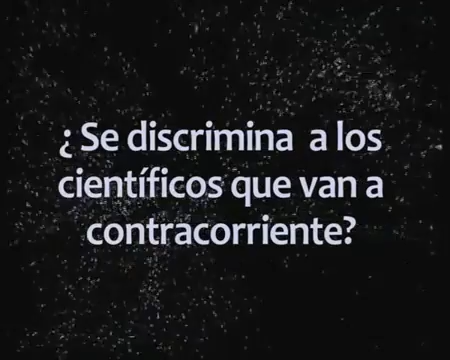 ¿ Se discrimina a los
científicos que van a
contracorriente?